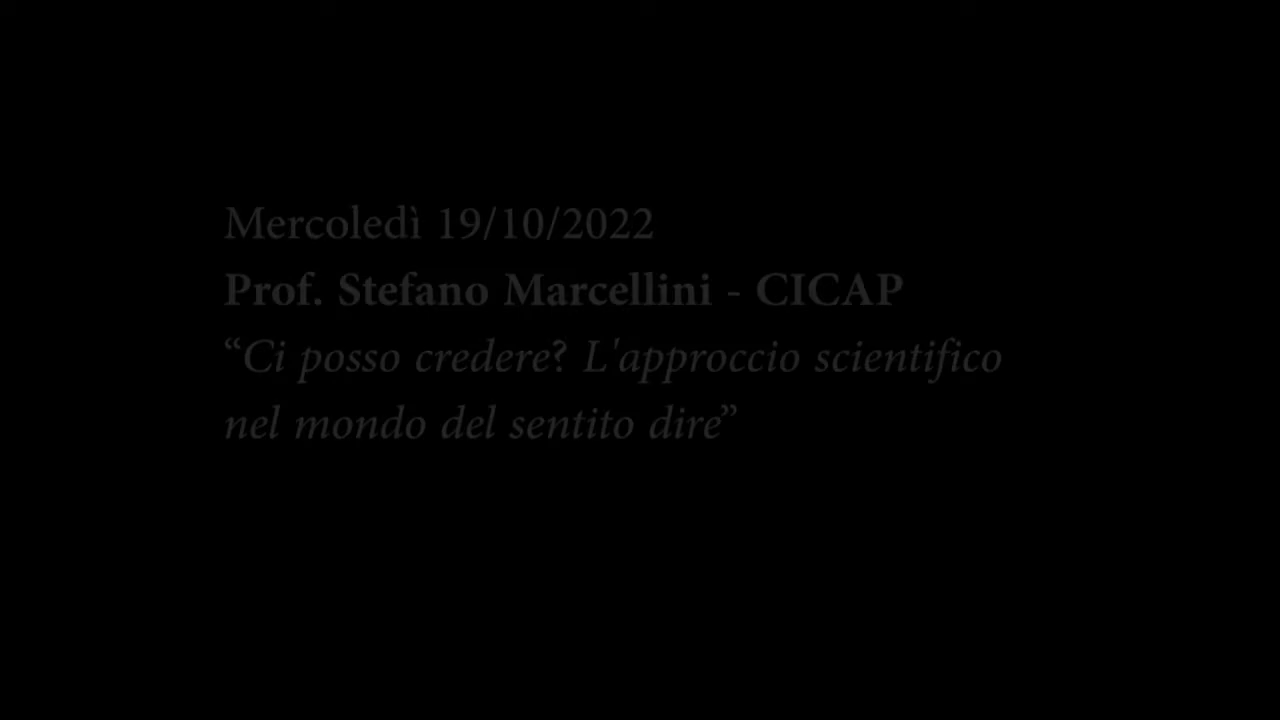 Mercoledì 19/10/2022
Prof. Stefano Marcellini - CICAP
“Ci posso credere? L'approccio scientifico
nel mondo del sentito dire”